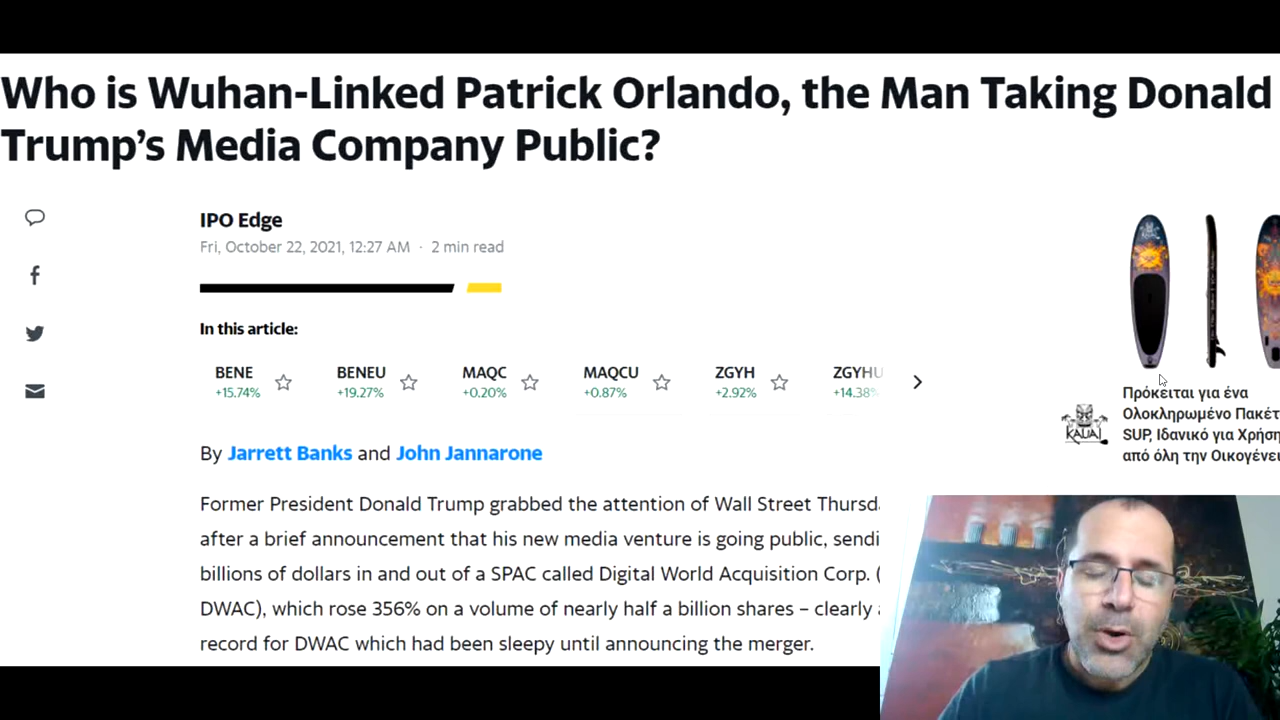 Who is Wuhan-Linked Patrick Orlando, the Man Taking Donald
Trump's Media Company Public?
IPO Edge
Fri, October 22, 2021, 12:27 AM · 2 min read
In this article:
BENE BENEU MAQC MAQCU ZGYH ZGYHU
+15.74% +19.27% +0.20% +0.87% +2.92% +14.38%
By Jarrett Banks and John Jannarone
Former President Donald Trump grabbed the attention of Wall Street
after a brief announcement that his new media venture is going public,
billions of dollars in and out of a SPAC called Digital World Acquisition Corp. (
DWAC), which rose 356% on a volume of nearly half a billion shares – clearly
record for DWAC which had been sleepy until announcing the merger.
Πρόκειται για ένα
Ολοκληρωμένο
SUP, Ιδανικό για
από όλη την
KAUAI